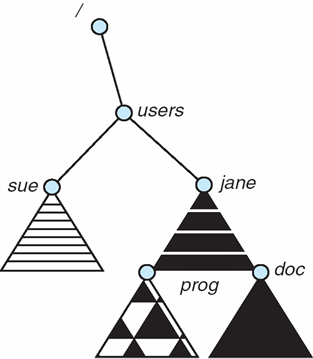 /
users
sue
jane
prog
doc